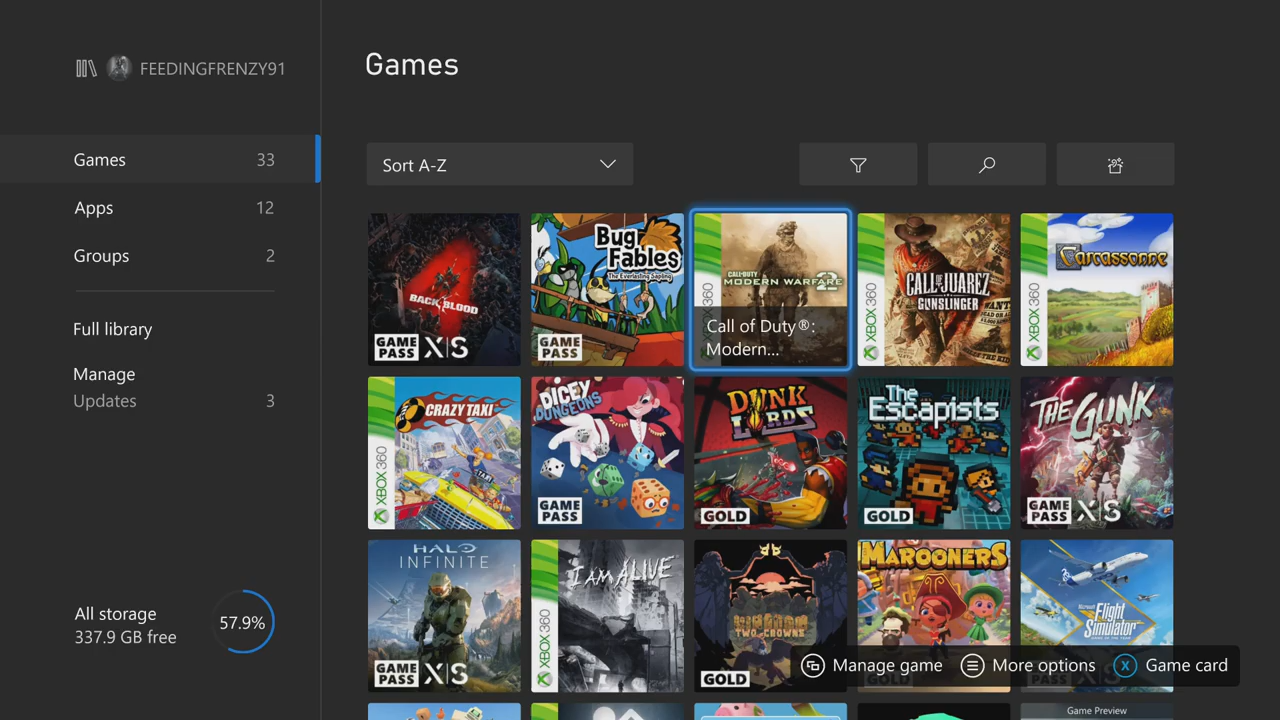 FEEDINGFRENZY91
Games
Games 33
Apps 12
Groups 2
Full library
Manage
Updates 3
All storage
337.9 GB free
57.9%
Sort A-Z
4
BACK BLOOD
GAME PASS X|S
Bug Fables
The Everlasting Sapling
GAME PASS
XBOX 360
CALL OF DUTY
MODERN WARFARE 2
Call of Duty®:
Modern...
XBOX 360
CALL OF JUAREZ
GUNSLINGER
XBOX 360
Carcassonne
XBOX 360
CRAZY TAXI
TAXI
DICEY DUNGEONS
GAME PASS
DUNK LORDS
GOLD
The Escapists
GOLD
THE GUNK
GAME PASS X|S
HALO
INFINITE
GAME PASS X|S
XBOX 360
I AM ALIVE
TWO CROWNS
GOLD
MAROONERS
GOLD
Microsoft
Flight
Simulator
Manage game
More options
X Game card
Game Preview